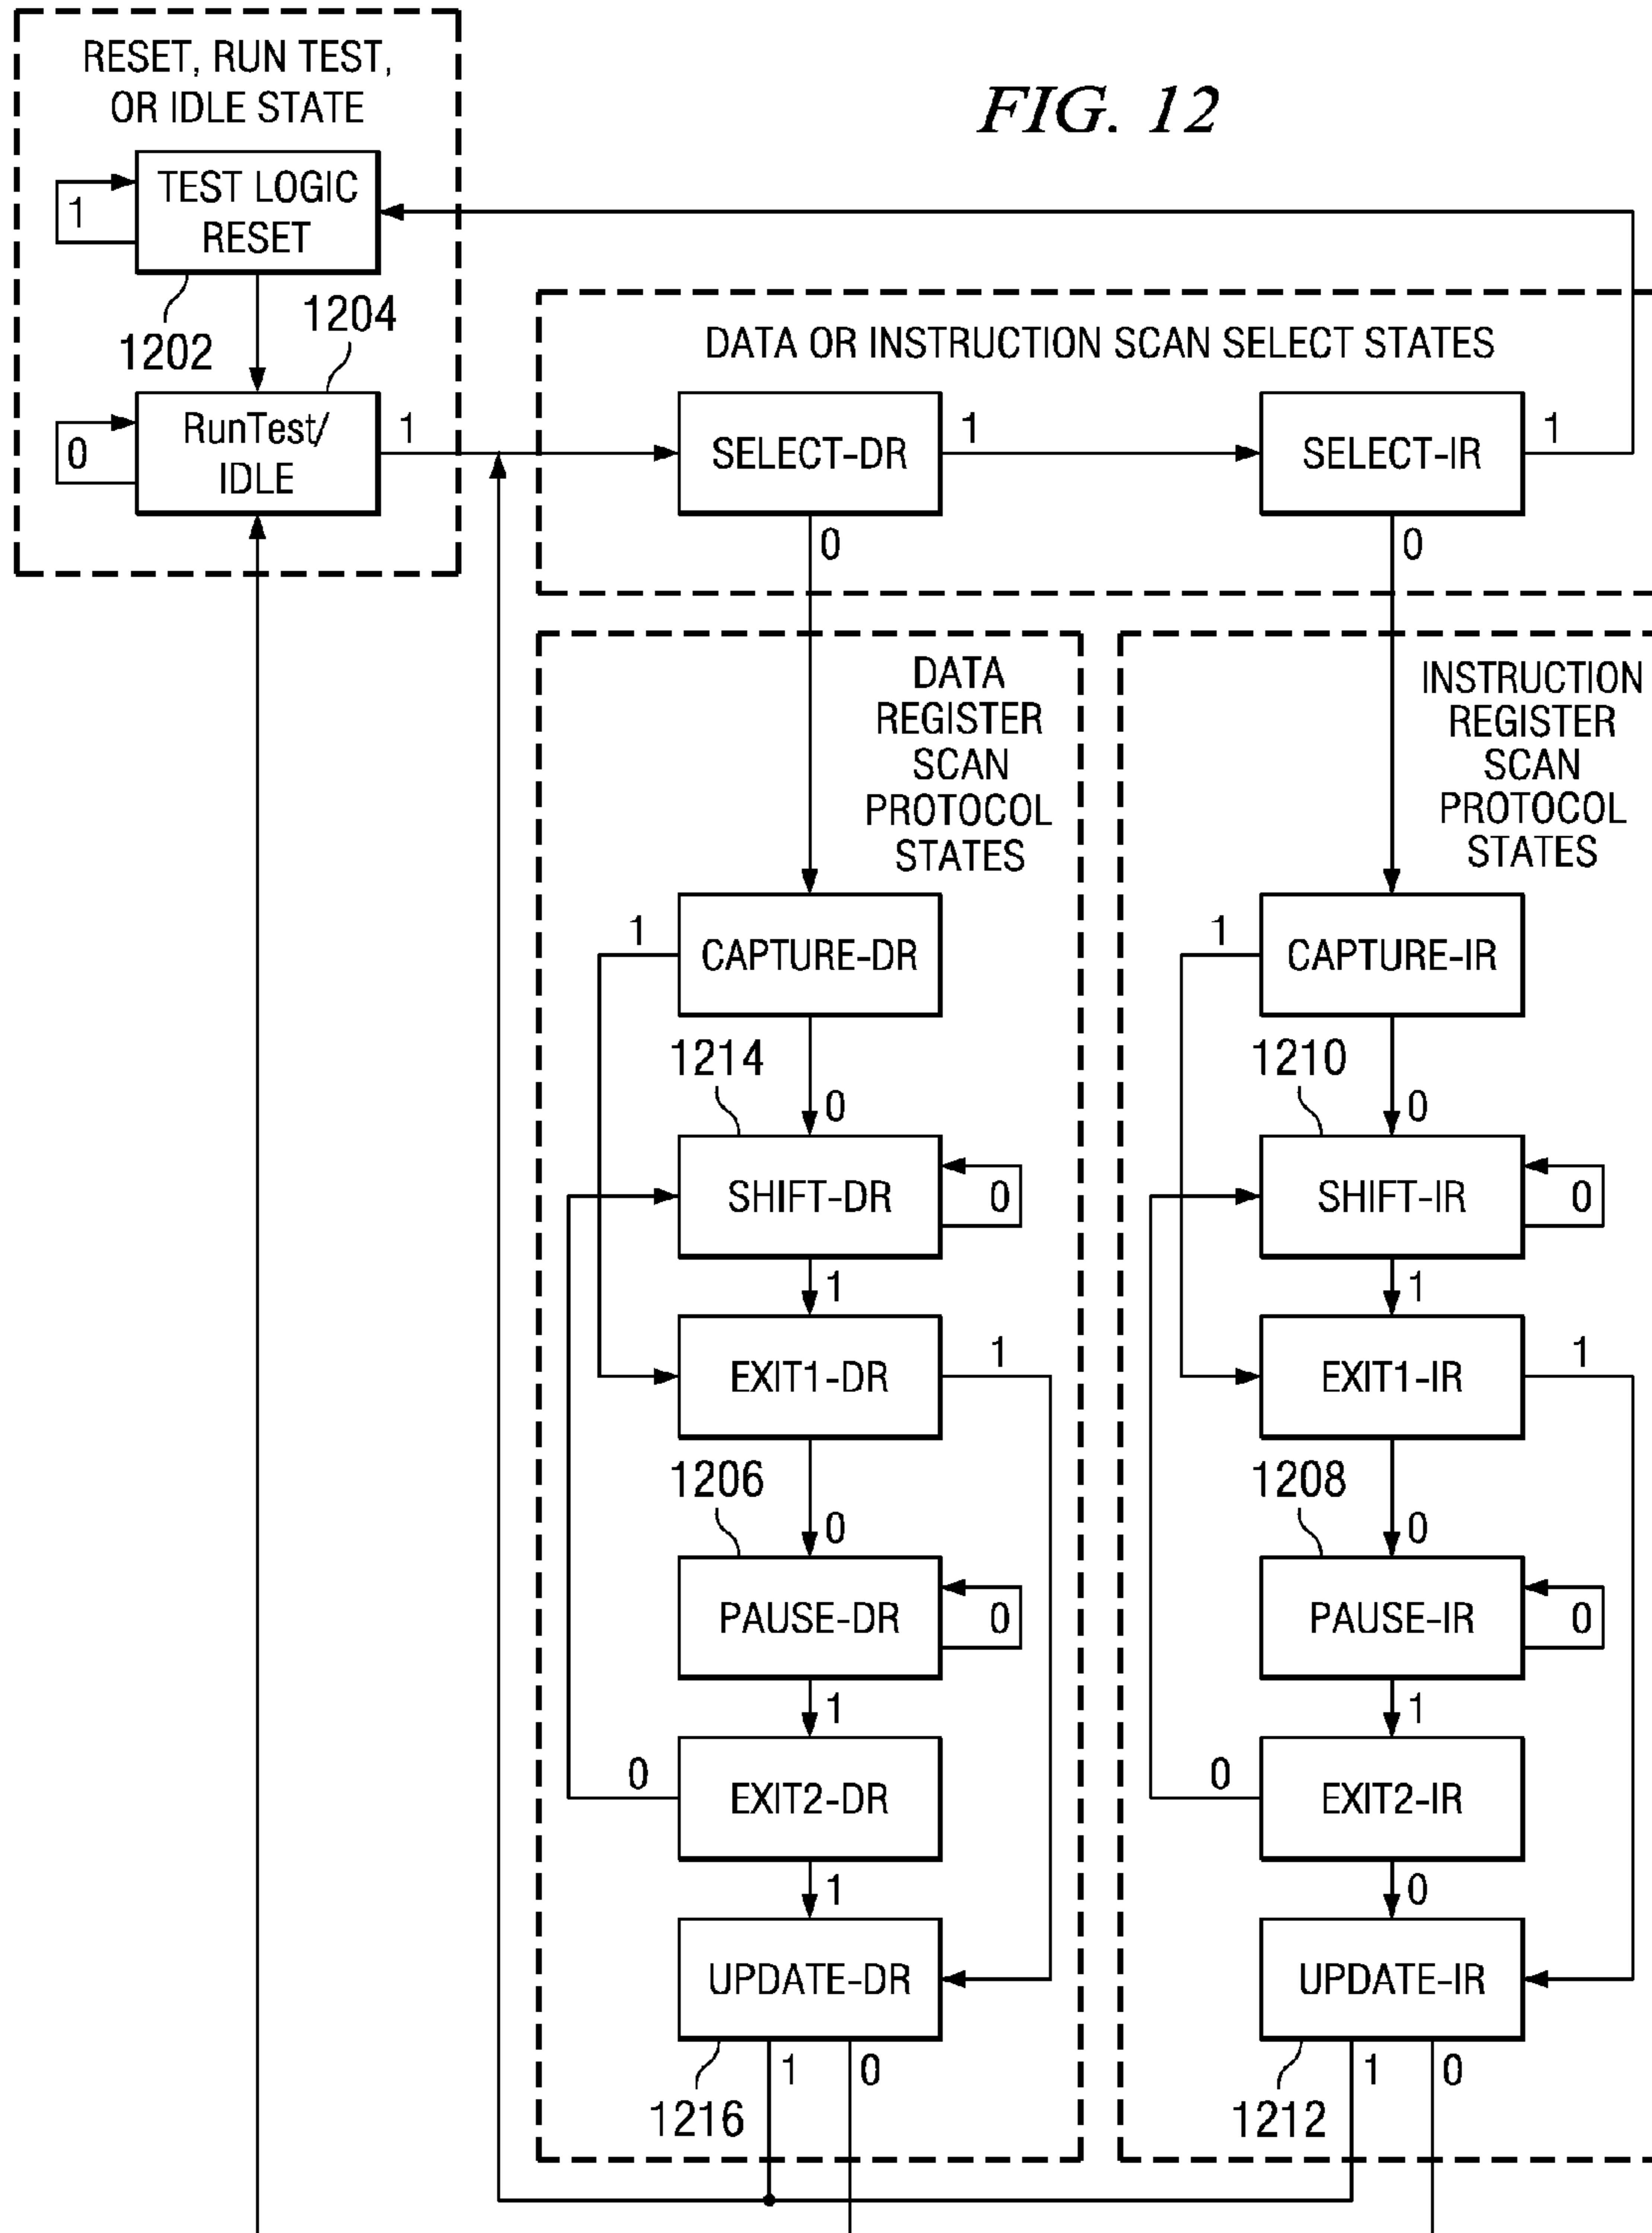 FIG. 12
RESET, RUN TEST,
OR IDLE STATE
TEST LOGIC
RESET
1
1202
1204
RunTest/
IDLE
0
1
DATA OR INSTRUCTION SCAN SELECT STATES
SELECT-DR
1
0
SELECT-IR
1
0
DATA
REGISTER
SCAN
PROTOCOL
STATES
CAPTURE-DR
1
0
1214
SHIFT-DR
0
1
EXIT1-DR
1
0
1206
PAUSE-DR
0
1
EXIT2-DR
0
1
UPDATE-DR
1
0
1216
INSTRUCTION
REGISTER
SCAN
PROTOCOL
STATES
CAPTURE-IR
1
0
1210
SHIFT-IR
0
1
EXIT1-IR
1
0
1208
PAUSE-IR
0
1
EXIT2-IR
0
0
UPDATE-IR
1
0
1212